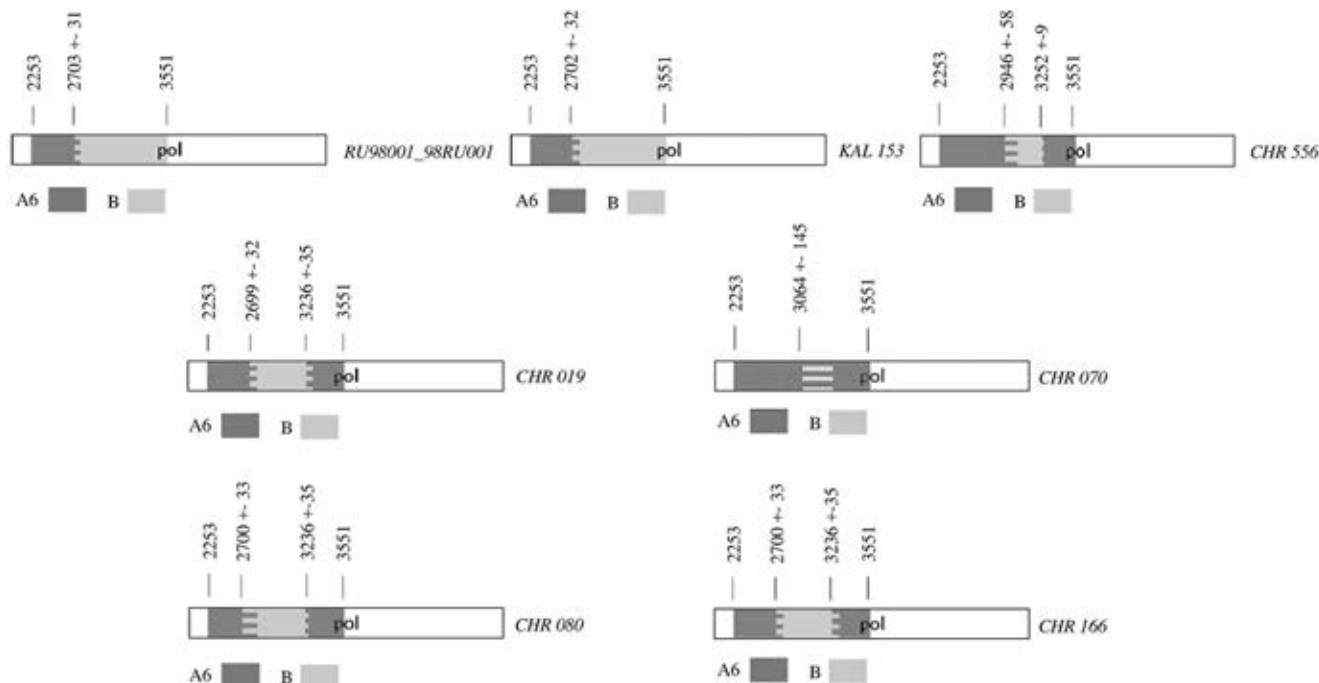 2253
2703 +- 31
3551
pol
RU98001_98RU001
A6
B
2253
2702 +- 32
3551
pol
KAL 153
A6
B
2253
2946 +- 58
3252 +-9
3551
pol
CHR 556
A6
B
2253
2699 +- 32
3236 +-35
3551
pol
CHR 019
A6
B
2253
3064 +- 145
3551
pol
CHR 070
A6
B
2253
2700 +- 33
3236 +-35
3551
pol
CHR 080
A6
B
2253
2700 +- 33
3236 +-35
3551
pol
CHR 166
A6
B